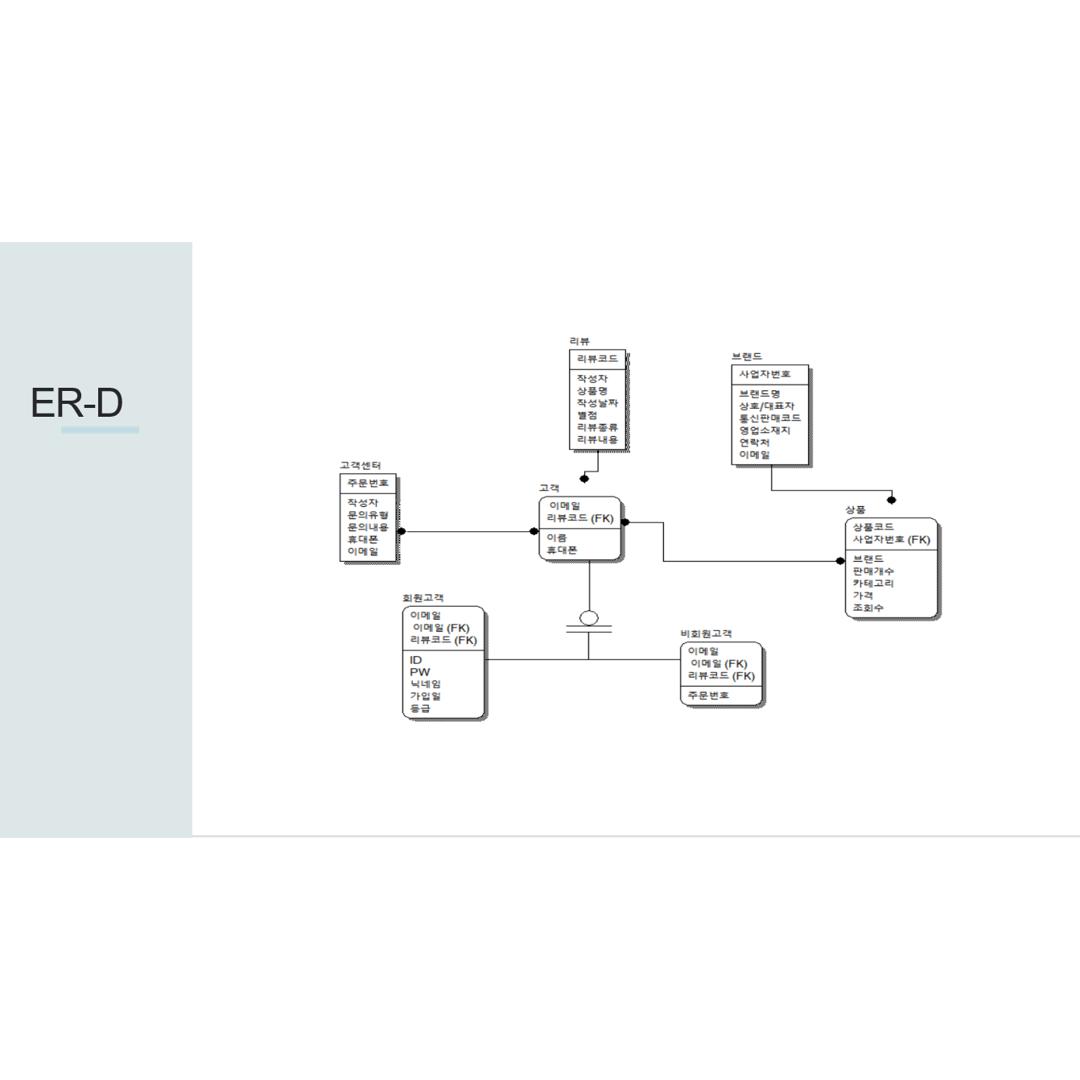 ER-D
리뷰
리뷰코드
작성자
상품명
작성날짜
별점
리뷰종류
리뷰내용
브랜드
사업자번호
브랜드명
상호/대표자
통신판매코드
영업소재지
연락처
이메일
고객센터
주문번호
작성자
문의유형
문의내용
휴대폰
이메일
고객
이메일
리뷰코드 (FK)
이름
휴대폰
상품
상품코드
사업자번호 (FK)
브랜드
판매개수
카테고리
가격
조회수
회원고객
이메일
이메일 (FK)
리뷰코드 (FK)
ID
PW
닉네임
가입일
등급
비회원고객
이메일
이메일 (FK)
리뷰코드 (FK)
주문번호